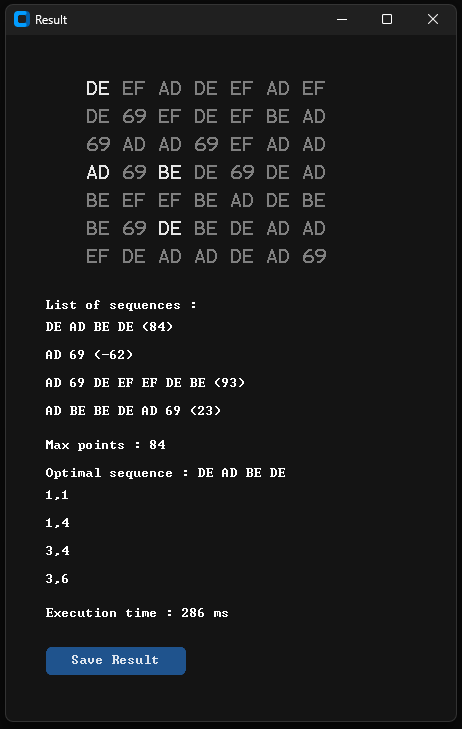 Result
DE EF AD DE EF AD EF
DE 69 EF DE EF BE AD
69 AD AD 69 EF AD AD
AD 69 BE DE 69 DE AD
BE EF EF BE AD DE BE
BE 69 DE BE DE AD AD
EF DE AD AD DE AD 69
List of sequences :
DE AD BE DE (84)
AD 69 (-62)
AD 69 DE EF EF DE BE (93)
AD BE BE DE AD 69 (23)
Max points : 84
Optimal sequence : DE AD BE DE
1,1
1,4
3,4
3,6
Execution time : 286 ms
Save Result